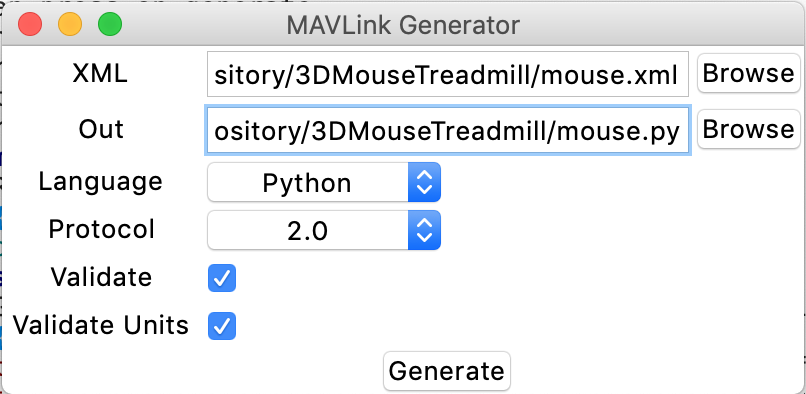 MAVLink Generator
XML sitory/3DMouseTreadmill/mouse.xml Browse
Out ository/3DMouseTreadmill/mouse.py Browse
Language Python
Protocol 2.0
Validate
Validate Units
Generate